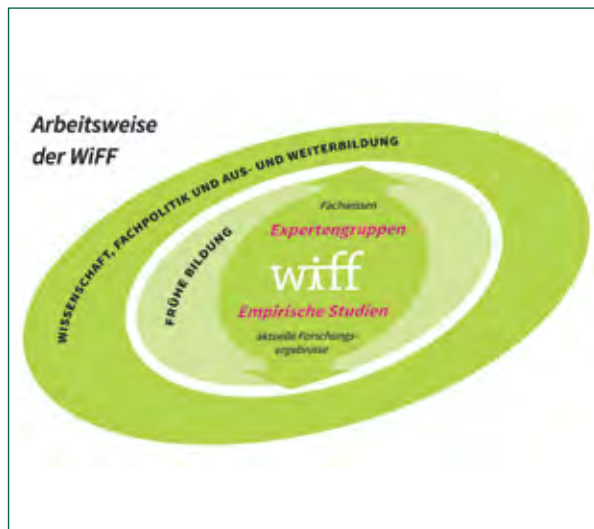 Arbeitsweise
der WiFF
WISSENSCHAFT, FACHPOLITIK UND AUS- UND WEITERBILDUNG
FRÜHE BILDUNG
Fachwissen
Expertengruppen
wiff
Empirische Studien
aktuelle Forschungs-
ergebnisse